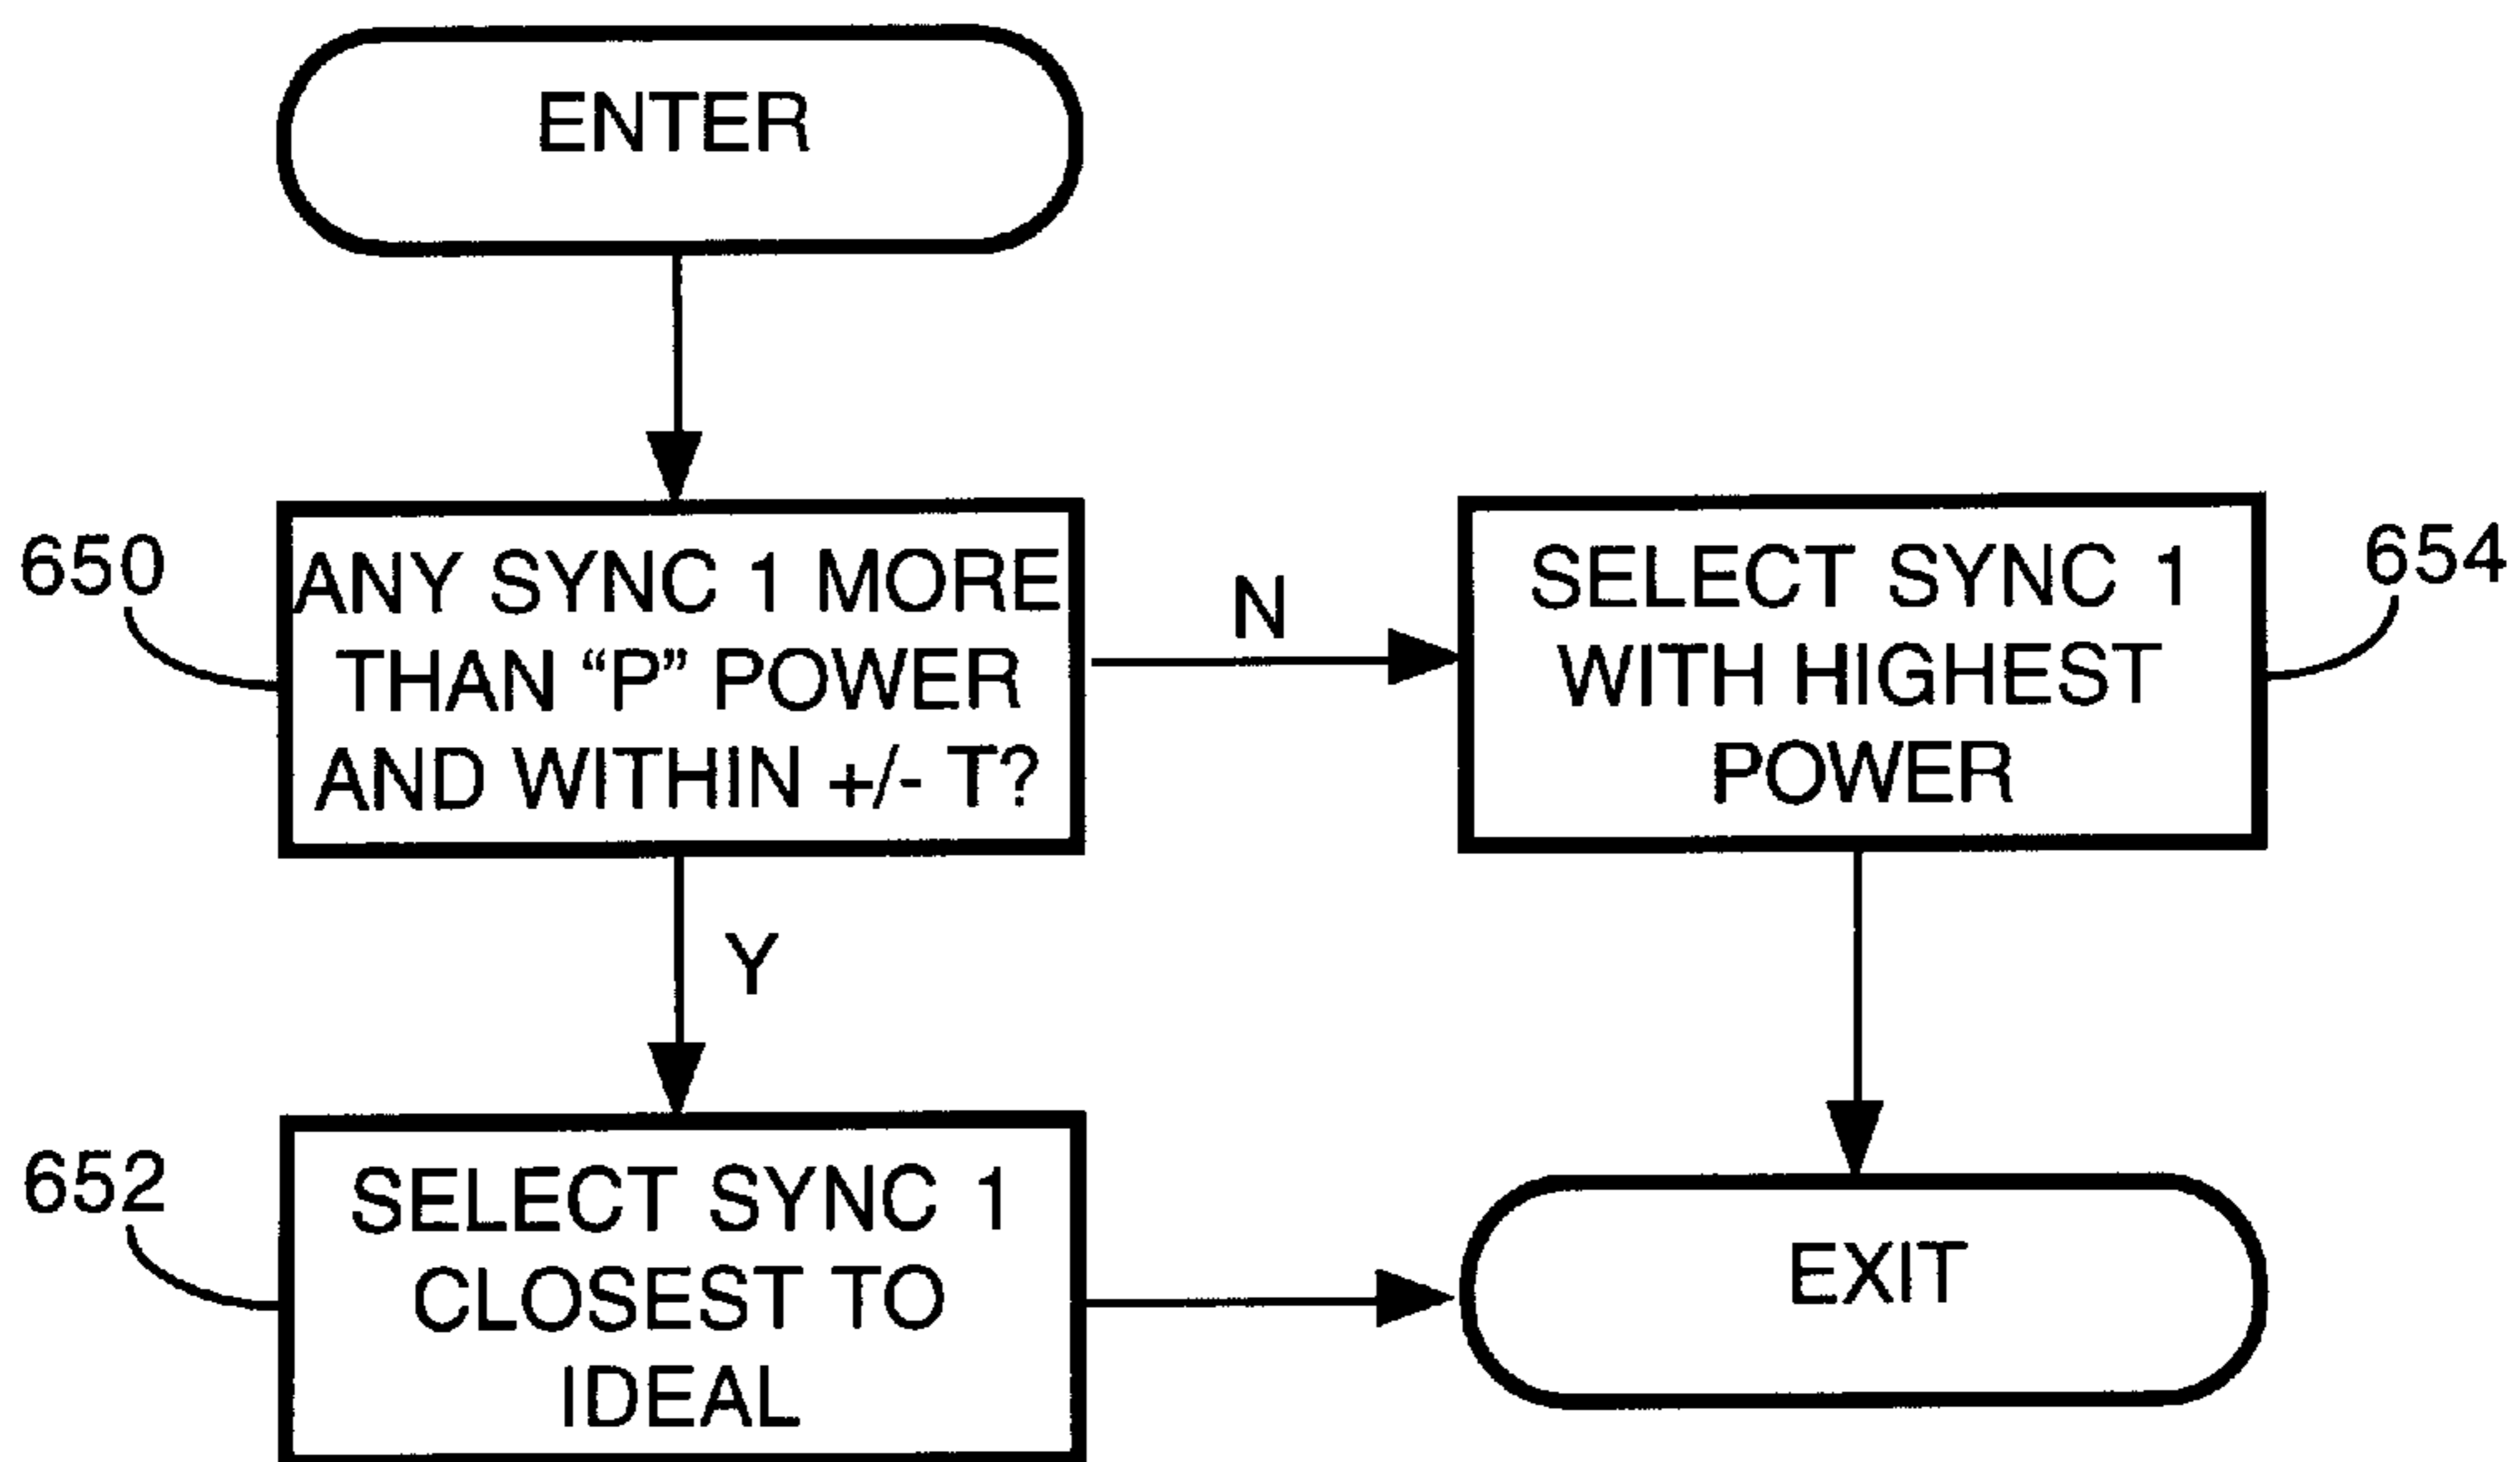 ENTER
650
ANY SYNC 1 MORE
THAN “P” POWER
AND WITHIN +/- T?
N
SELECT SYNC 1
WITH HIGHEST
POWER
654
Y
652
SELECT SYNC 1
CLOSEST TO
IDEAL
EXIT